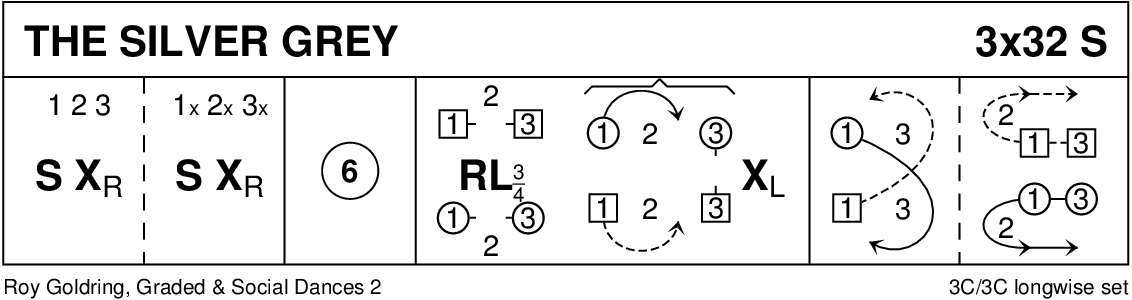 THE SILVER GREY 3x32 S
1 2 3 1x 2x 3x
S XR S XR 6
2
1 3 1 2 3 1 3 2 1 3
RL 3/4 XL
1 3 1 2 3 1 3 1 3
2 2
Roy Goldring, Graded & Social Dances 2 3C/3C longwise set